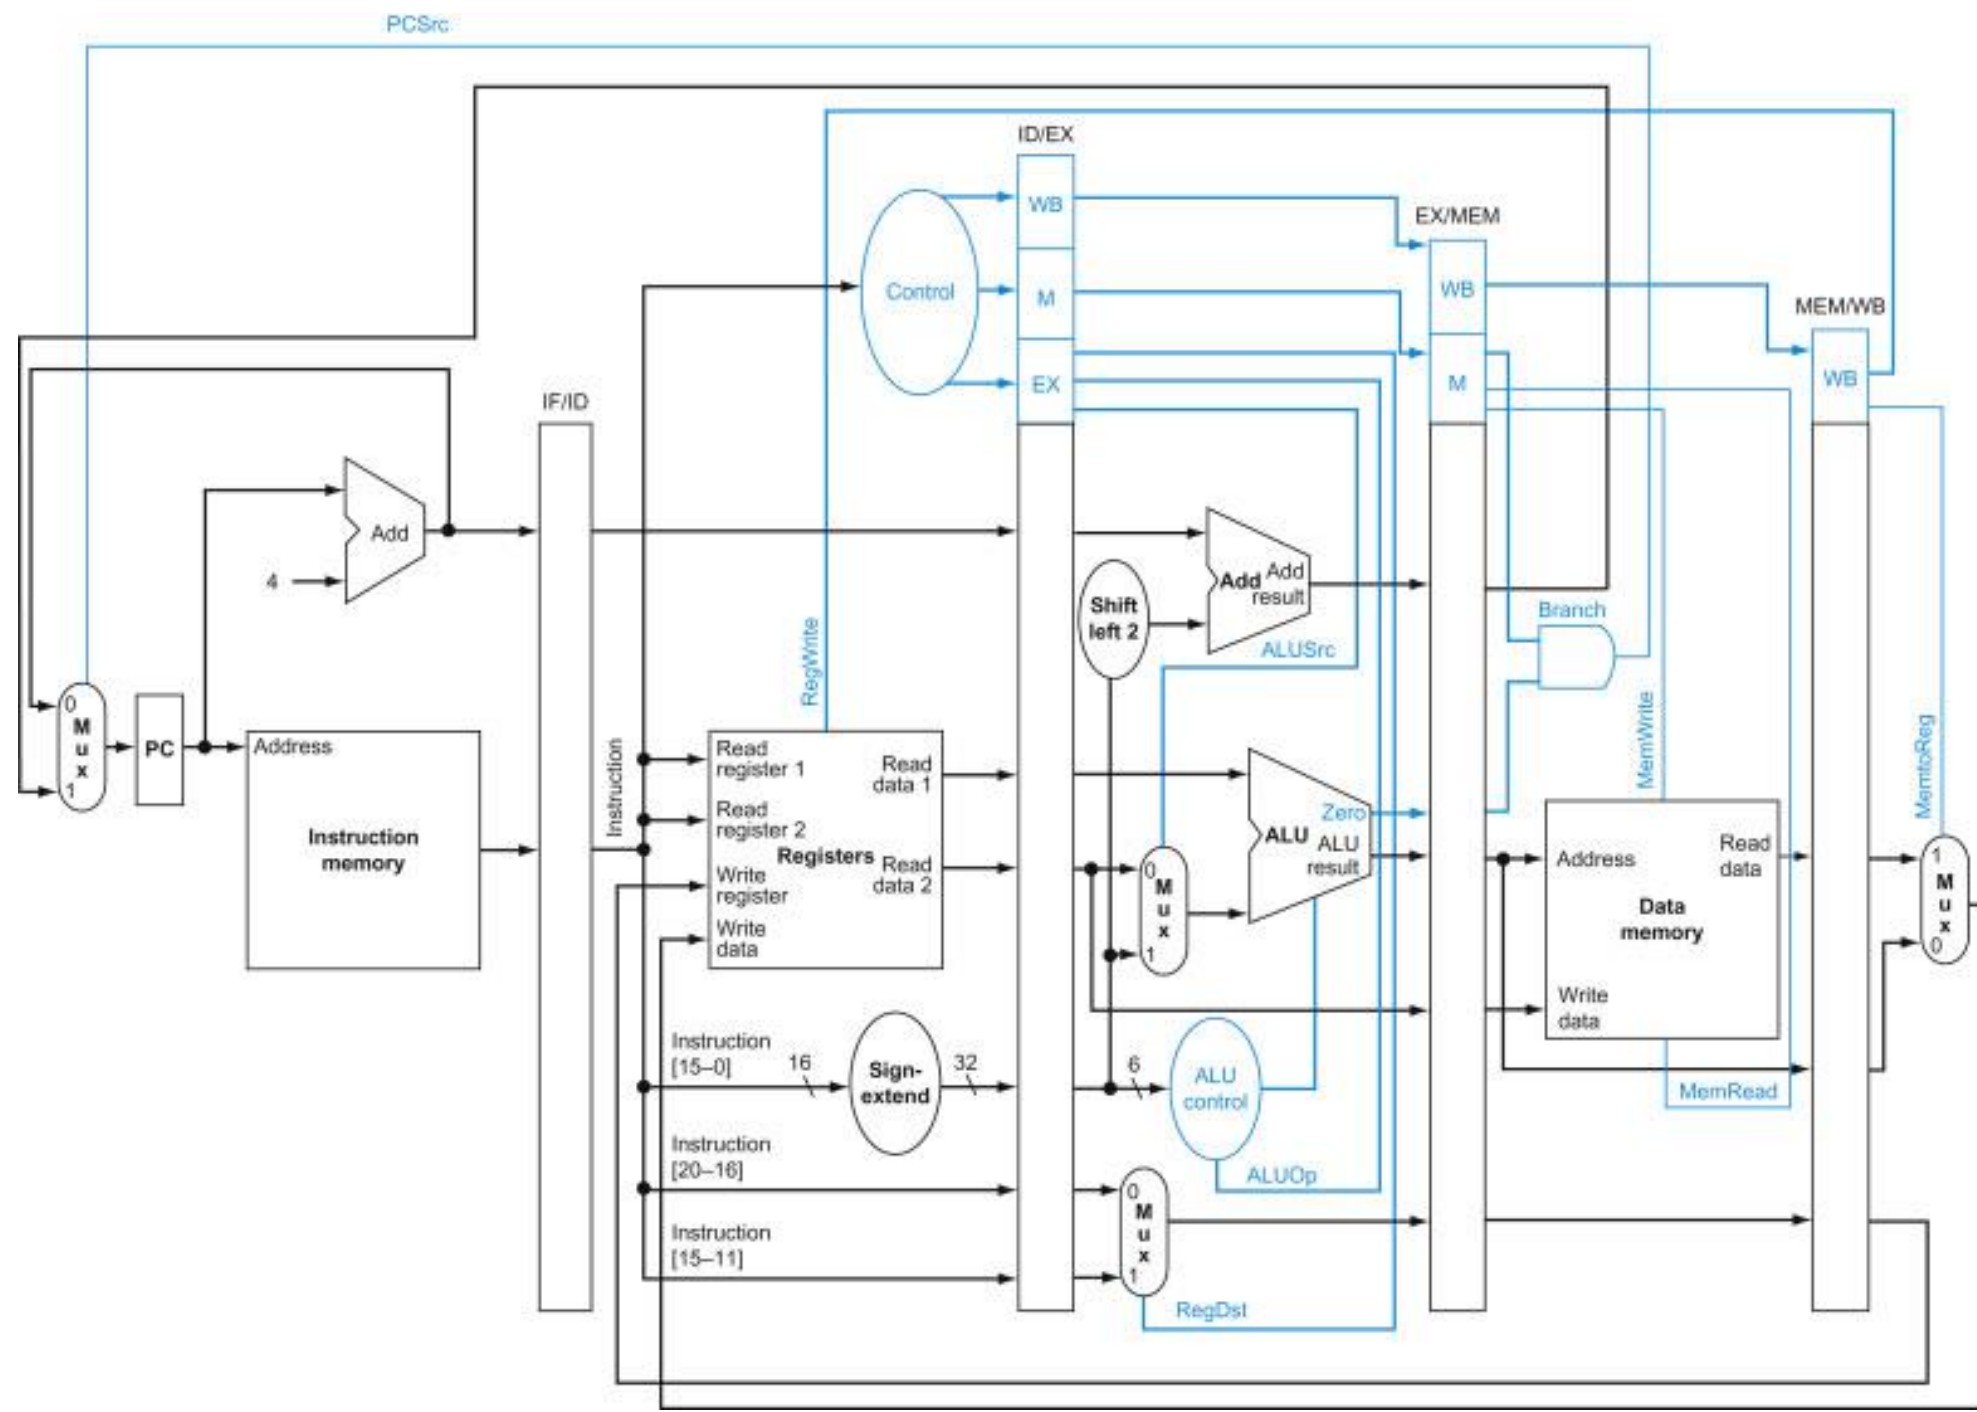 PCSrc
ID/EX
WB
EX/MEM
Control
M
WB
MEM/WB
EX
M
WB
IF/ID
Add
4
Add
Add
result
Shift
left 2
Branch
ALUSrc
RegWrite
MemWrite
MemtoReg
0
M
u
x
1
PC
Address
Instruction
memory
Instruction
Read
register 1
Read
data 1
Read
register 2
Registers
Read
data 2
Write
register
Write
data
0
M
u
x
1
Zero
ALU
ALU
result
Address
Read
data
Data
memory
Write
data
1
M
u
x
0
Instruction
[15–0]
16
Sign-
extend
32
6
ALU
control
MemRead
Instruction
[20–16]
ALUOp
0
M
u
x
1
Instruction
[15–11]
RegDst